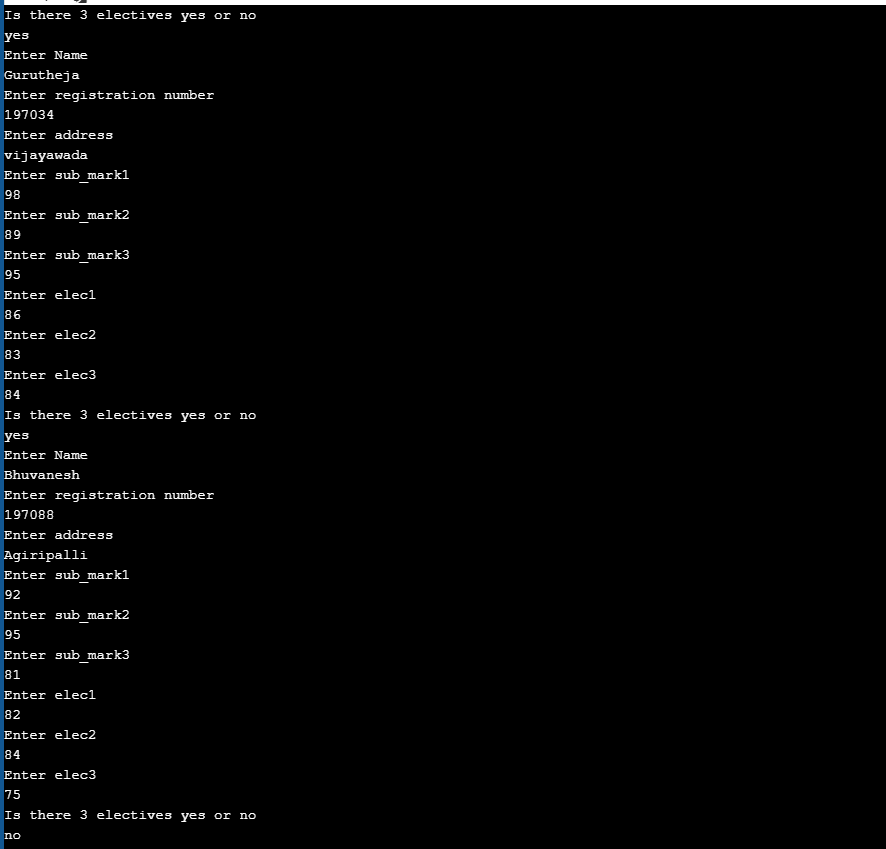 Is there 3 electives yes or no
yes
Enter Name
Gurutheja
Enter registration number
197034
Enter address
vijayawada
Enter sub_mark1
98
Enter sub_mark2
89
Enter sub_mark3
95
Enter elec1
86
Enter elec2
83
Enter elec3
84
Is there 3 electives yes or no
yes
Enter Name
Bhuvanesh
Enter registration number
197088
Enter address
Agiripalli
Enter sub_mark1
92
Enter sub_mark2
95
Enter sub_mark3
81
Enter elec1
82
Enter elec2
84
Enter elec3
75
Is there 3 electives yes or no
no